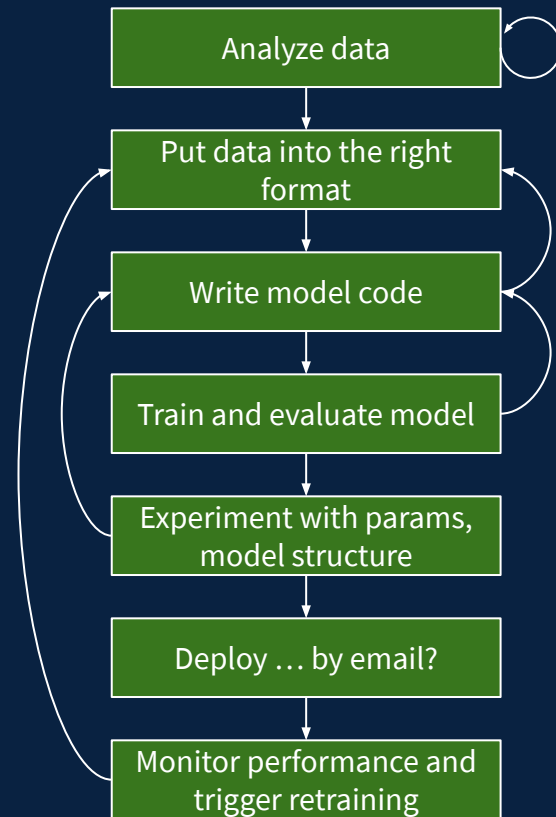 Analyze data
Put data into the right
format
Write model code
Train and evaluate model
Experiment with params,
model structure
Deploy … by email?
Monitor performance and
trigger retraining